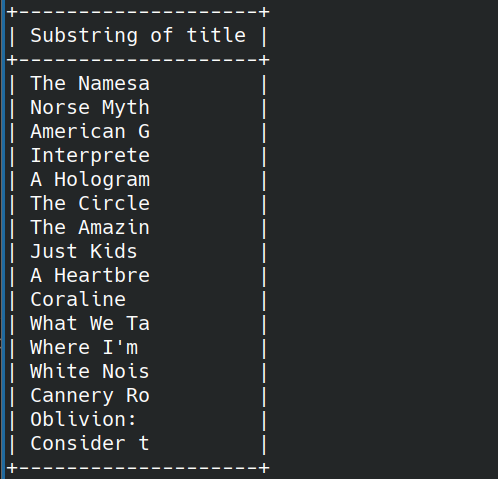 +--------------------+
| Substring of title |
+--------------------+
| The Namesa         |
| Norse Myth         |
| American G         |
| Interprete         |
| A Hologram         |
| The Circle         |
| The Amazin         |
| Just Kids          |
| A Heartbre         |
| Coraline           |
| What We Ta         |
| Where I'm          |
| White Nois         |
| Cannery Ro         |
| Oblivion:          |
| Consider t         |
+--------------------+